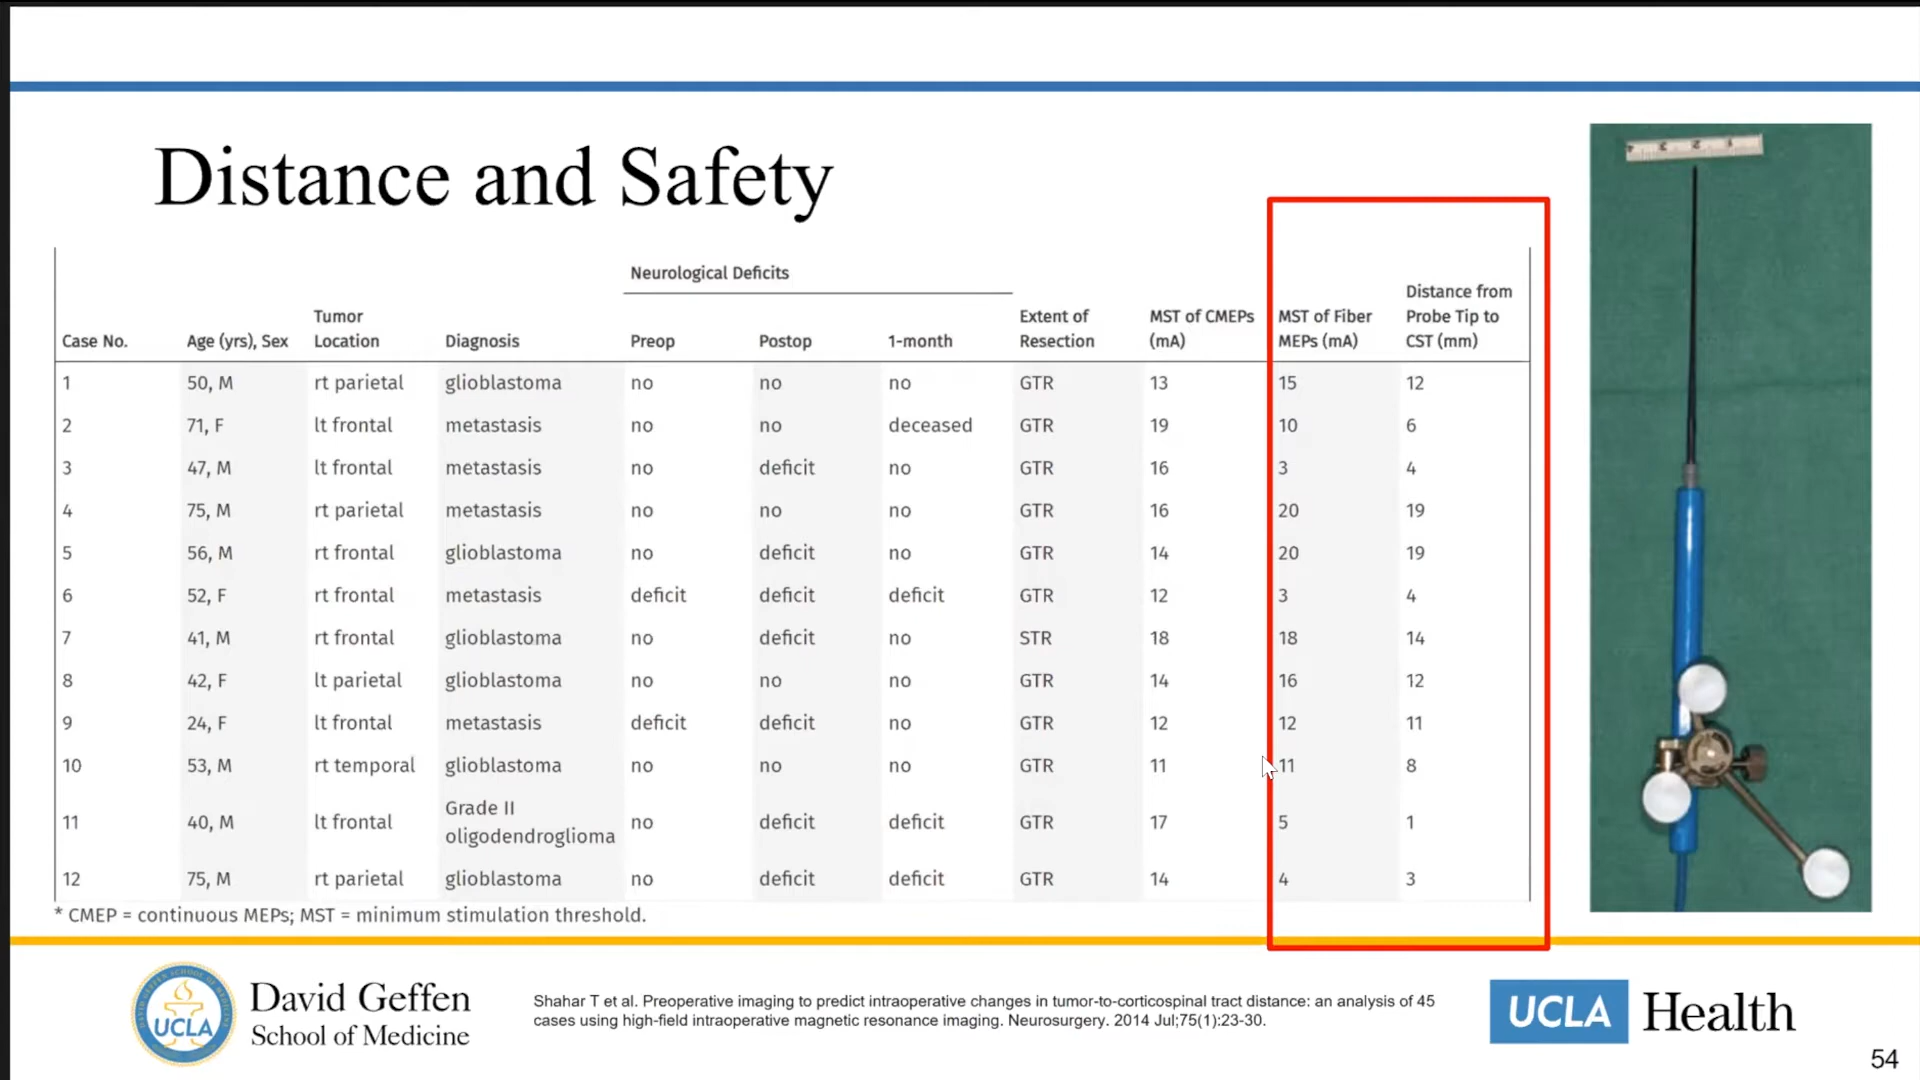 Distance and Safety
Neurological Deficits
Case No. Age (yrs), Sex Tumor Location Diagnosis Preop Postop 1-month Extent of Resection MST of CMEPs (mA) MST of Fiber MEPs (mA) Distance from Probe Tip to CST (mm)
1 50, M rt parietal glioblastoma no no no GTR 13 15 12
2 71, F lt frontal metastasis no no deceased GTR 19 10 6
3 47, M lt frontal metastasis no deficit no GTR 16 3 4
4 75, M rt parietal metastasis no no no GTR 16 20 19
5 56, M rt frontal glioblastoma no deficit no GTR 14 20 19
6 52, F rt frontal metastasis deficit deficit deficit GTR 12 3 4
7 41, M rt frontal glioblastoma no deficit no STR 18 18 14
8 42, F lt parietal glioblastoma no no no GTR 14 16 12
9 24, F lt frontal metastasis deficit deficit no GTR 12 12 11
10 53, M rt temporal glioblastoma no no no GTR 11 11 8
11 40, M lt frontal Grade II oligodendroglioma no deficit deficit GTR 17 5 1
12 75, M rt parietal glioblastoma no deficit deficit GTR 14 4 3
* CMEP = continuous MEPs; MST = minimum stimulation threshold.
4 3 2 1
UCLA
David Geffen
School of Medicine
Shahar T et al. Preoperative imaging to predict intraoperative changes in tumor-to-corticospinal tract distance: an analysis of 45
cases using high-field intraoperative magnetic resonance imaging. Neurosurgery. 2014 Jul;75(1):23-30.
UCLA Health
54